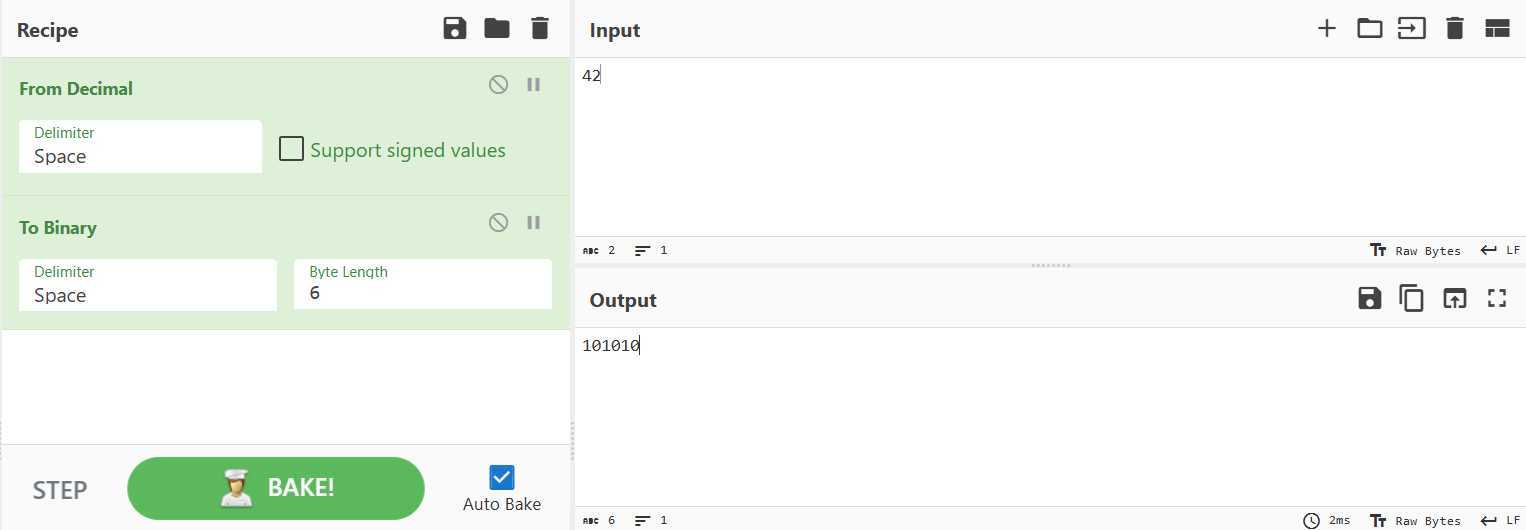 Recipe
From Decimal
Delimiter
Space
Support signed values
To Binary
Delimiter
Space
Byte Length
6
STEP
BAKE!
Auto Bake
Input
42
ABC 2 1
Raw Bytes LF
Output
101010
ABC 6 1
2ms Raw Bytes LF